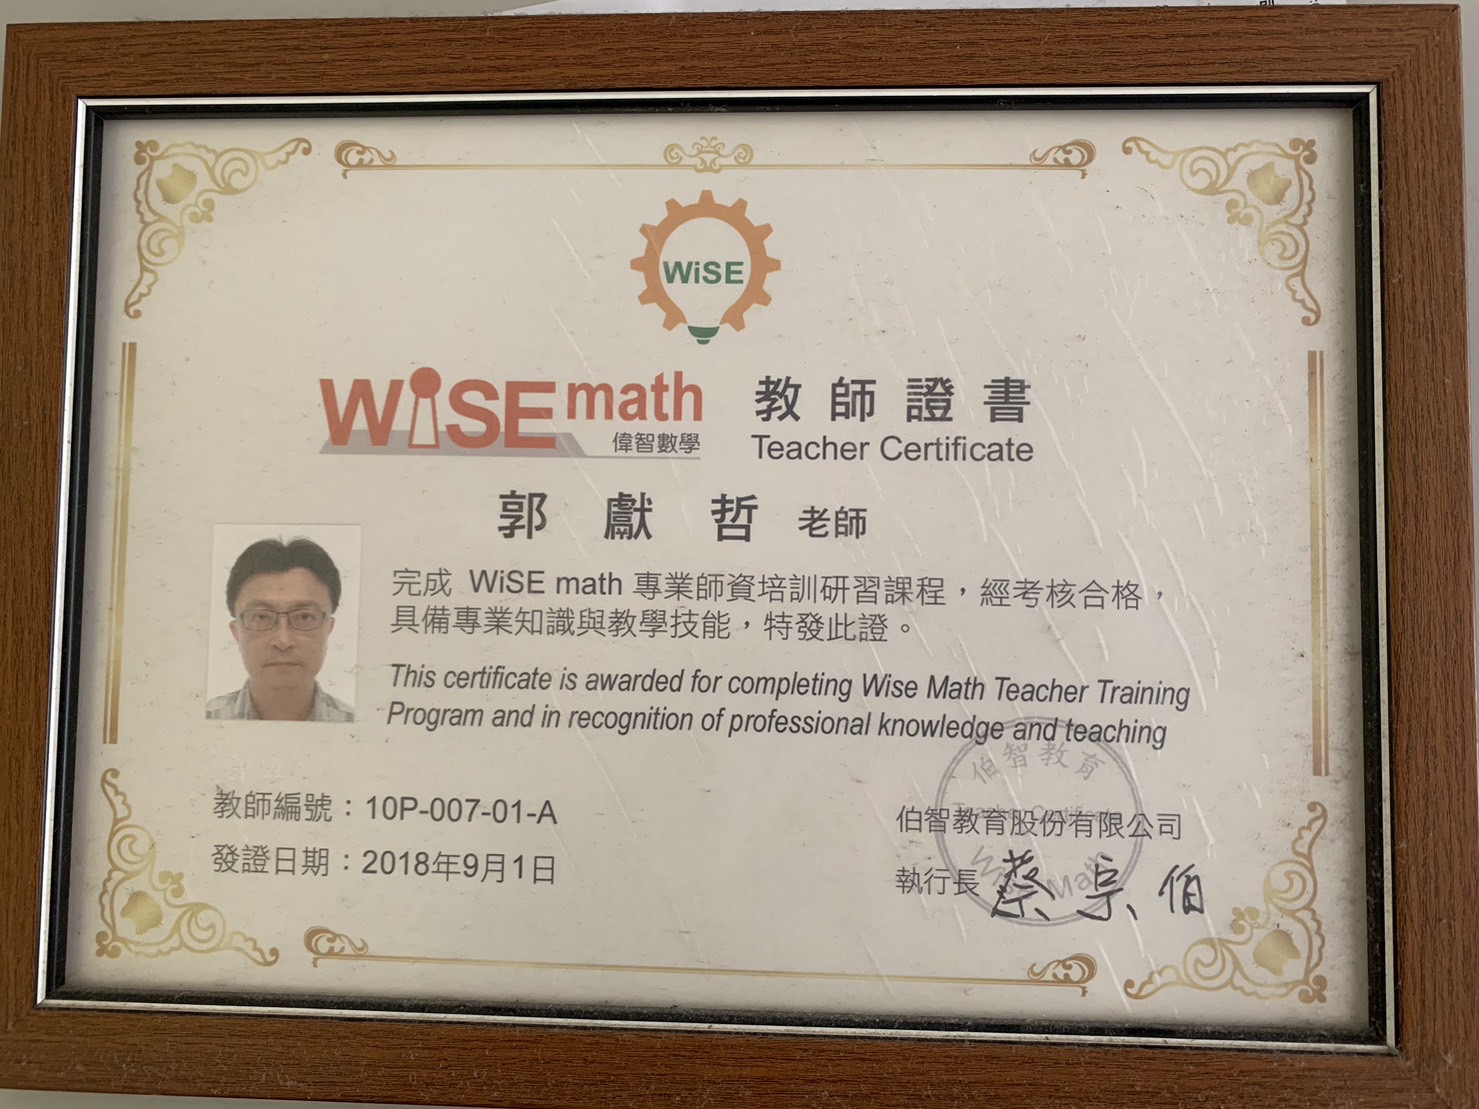 WiSE
WiSE math 教師證書
偉智數學 Teacher Certificate
郭獻哲 老師
完成 WiSE math 專業師資培訓研習課程，經考核合格，
具備專業知識與教學技能，特發此證。
This certificate is awarded for completing Wise Math Teacher Training
Program and in recognition of professional knowledge and teaching
教師編號：10P-007-01-A
發證日期：2018年9月1日
伯智教育
Teacher Certificate
Wise Math
伯智教育股份有限公司
執行長 蔡宗伯